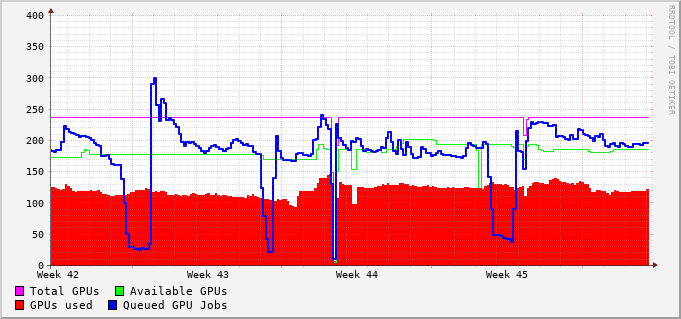 400
350
300
250
200
150
100
50
0
Week 42 Week 43 Week 44 Week 45
Total GPUs Available GPUs
GPUs used Queued GPU Jobs
RRDTOOL / TOBI OETIKER